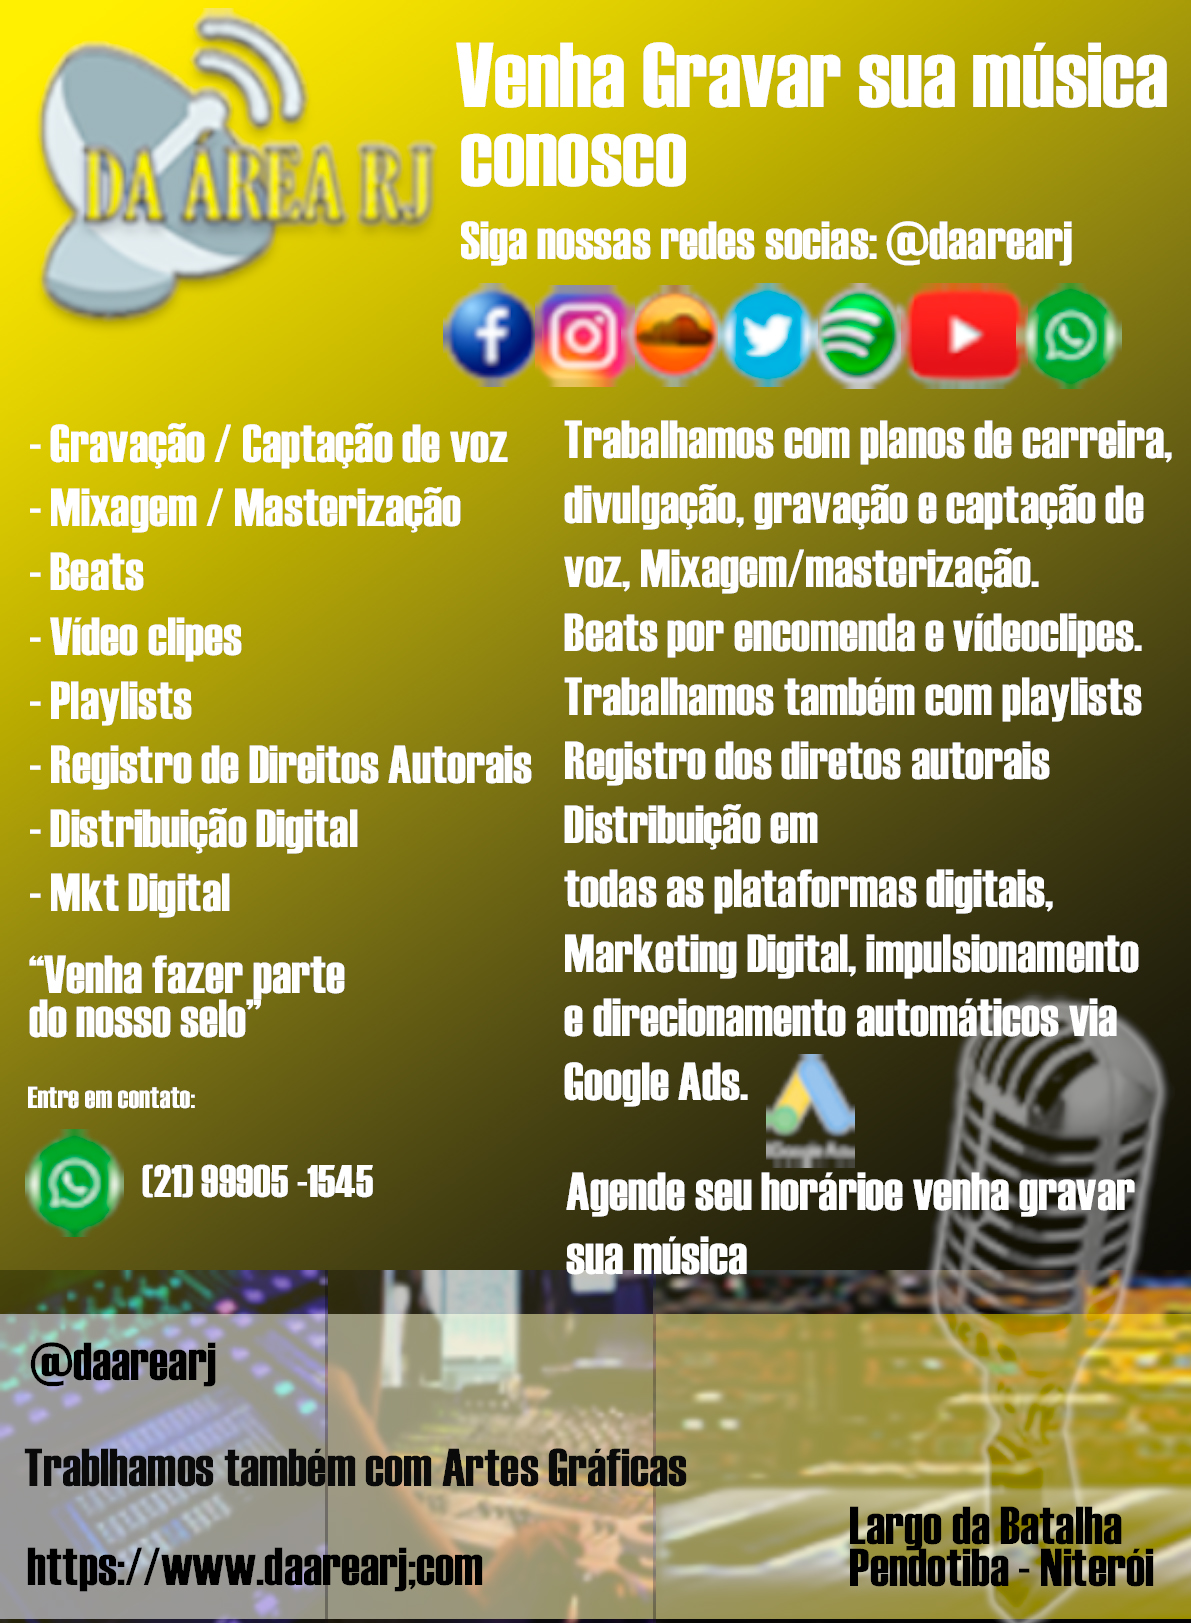 DA ÁREA RJ
Venha Gravar sua música
conosco
Siga nossas redes socias: @daarearj
- Gravação / Captação de voz
- Mixagem / Masterização
- Beats
- Vídeo clipes
- Playlists
- Registro de Direitos Autorais
- Distribuição Digital
- Mkt Digital
“Venha fazer parte
do nosso selo”
Entre em contato:
(21) 99905 -1545
Trabalhamos com planos de carreira,
divulgação, gravação e captação de
voz, Mixagem/masterização.
Beats por encomenda e vídeoclipes.
Trabalhamos também com playlists
Registro dos diretos autorais
Distribuição em
todas as plataformas digitais,
Marketing Digital, impulsionamento
e direcionamento automáticos via
Google Ads.
Google Ads
Agende seu horárioe venha gravar
sua música
@daarearj
Trablhamos também com Artes Gráficas
https://www.daarearj;com
Largo da Batalha
Pendotiba - Niterói